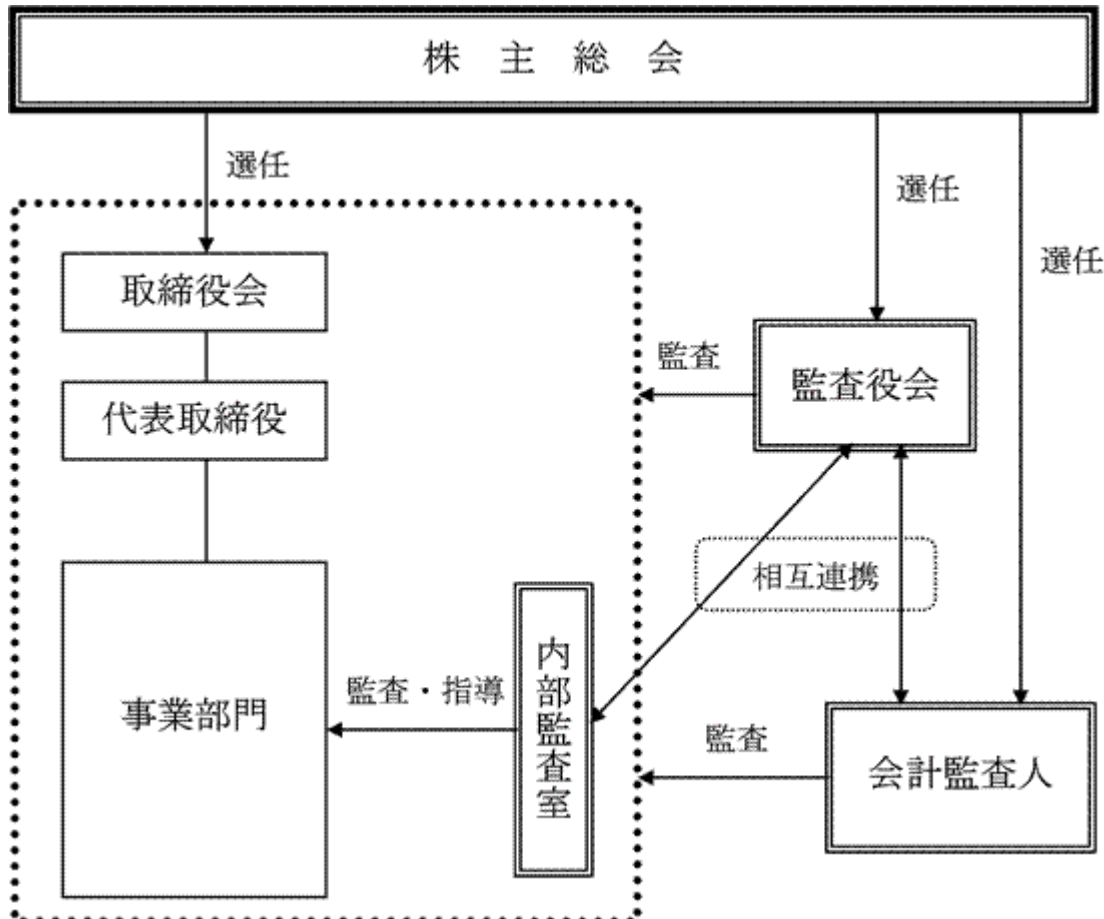 株主総会
選任
選任
選任
取締役会
監査
監査役会
代表取締役
相互連携
内部監査室
監査・指導
事業部門
監査
会計監査人